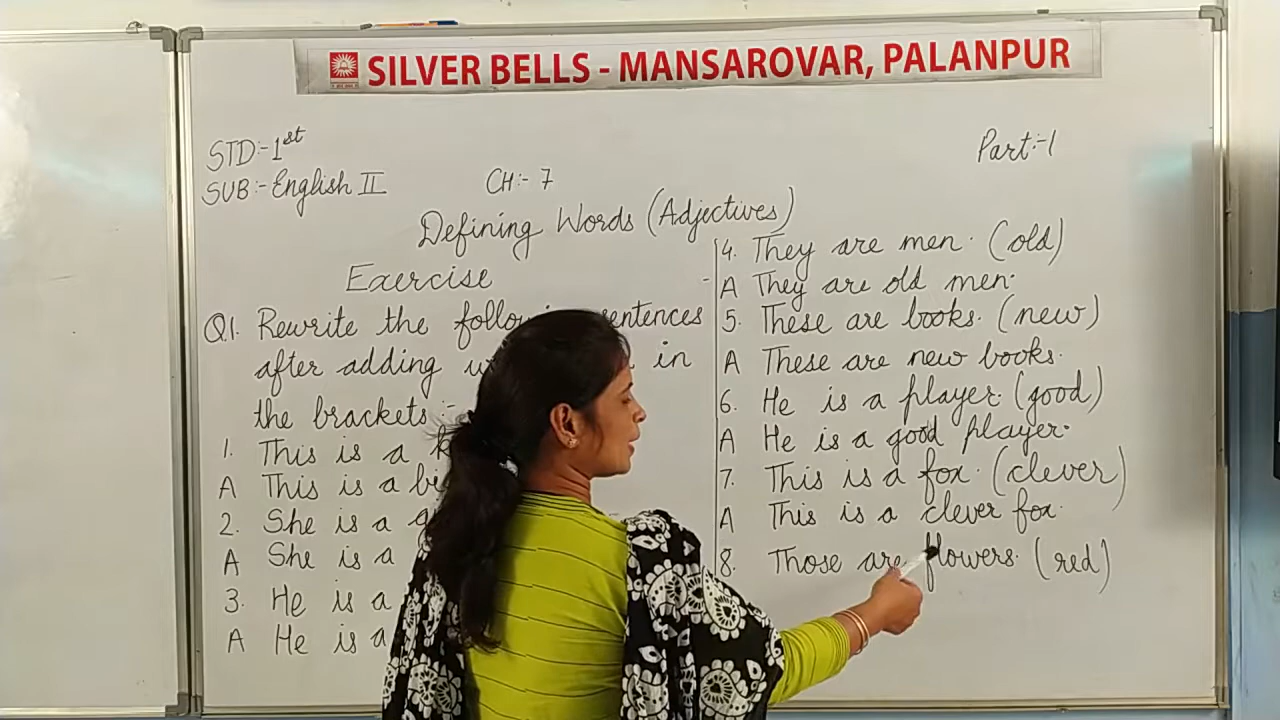 SILVER BELLS - MANSAROVAR, PALANPUR
STD:- 1st
Part:-1
SUB:- English II
CH:- 7
Defining Words (Adjectives)
Exercise
Q1. Rewrite the following sentences
after adding in
the brackets:-
1. This is a
A This is a
2. She is a
A She is a
3. He is a
A He is a
4. They are men. (old)
A They are old men.
5. These are books. (new)
A These are new books.
6. He is a player. (good)
A He is a good player.
7. This is a fox. (clever)
A This is a clever fox.
8. Those are flowers. (red)